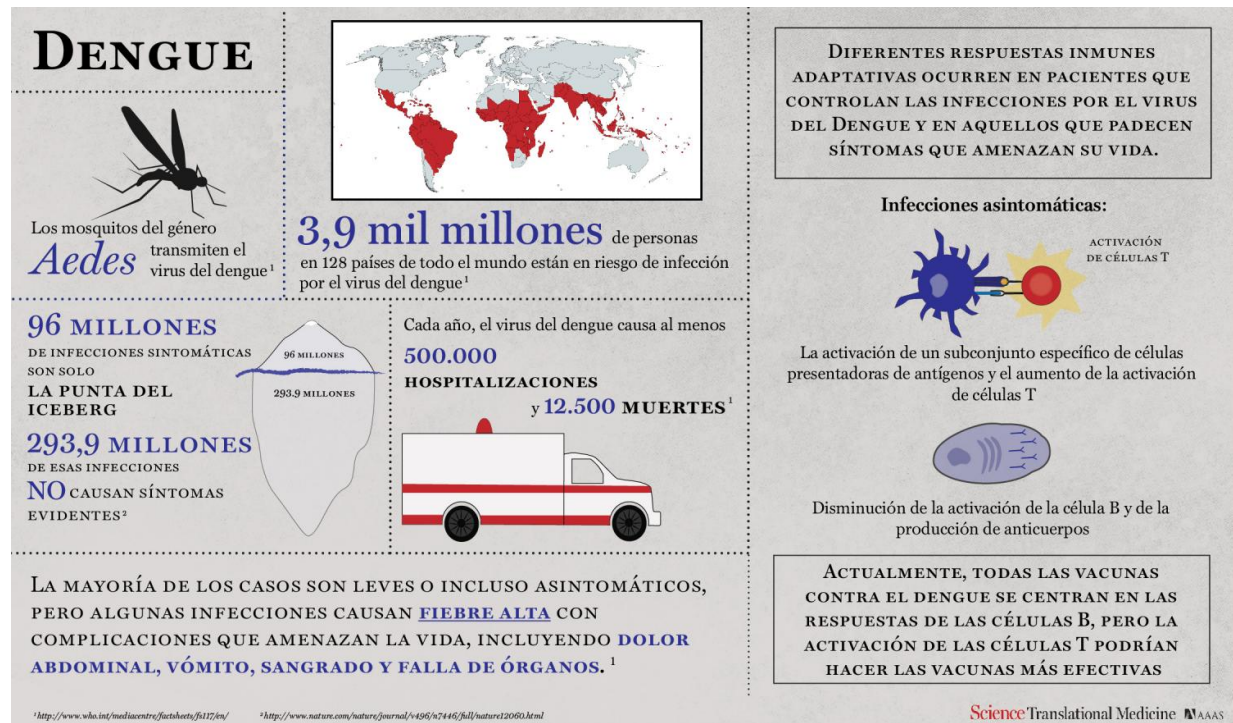 DENGUE
Los mosquitos del género
Aedes transmiten el
virus del dengue¹
3,9 mil millones de personas
en 128 países de todo el mundo están en riesgo de infección
por el virus del dengue¹
96 MILLONES
DE INFECCIONES SINTOMÁTICAS
SON SOLO
LA PUNTA DEL
ICEBERG
293,9 MILLONES
DE ESAS INFECCIONES
NO CAUSAN SÍNTOMAS
EVIDENTES²
96 MILLONES
293.9 MILLONES
Cada año, el virus del dengue causa al menos
500.000
HOSPITALIZACIONES
y 12.500 MUERTES¹
LA MAYORÍA DE LOS CASOS SON LEVES O INCLUSO ASINTOMÁTICOS,
PERO ALGUNAS INFECCIONES CAUSAN FIEBRE ALTA CON
COMPLICACIONES QUE AMENAZAN LA VIDA, INCLUYENDO DOLOR
ABDOMINAL, VÓMITO, SANGRADO Y FALLA DE ÓRGANOS. ¹
¹http://www.who.int/mediacentre/factsheets/fs117/en/ ²http://www.nature.com/nature/journal/v496/n7446/full/nature12060.html
DIFERENTES RESPUESTAS INMUNES
ADAPTATIVAS OCURREN EN PACIENTES QUE
CONTROLAN LAS INFECCIONES POR EL VIRUS
DEL DENGUE Y EN AQUELLOS QUE PADECEN
SÍNTOMAS QUE AMENAZAN SU VIDA.
Infecciones asintomáticas:
ACTIVACIÓN
DE CÉLULAS T
La activación de un subconjunto específico de células
presentadoras de antígenos y el aumento de la activación
de células T
Disminución de la activación de la célula B y de la
producción de anticuerpos
ACTUALMENTE, TODAS LAS VACUNAS
CONTRA EL DENGUE SE CENTRAN EN LAS
RESPUESTAS DE LAS CÉLULAS B, PERO LA
ACTIVACIÓN DE LAS CÉLULAS T PODRÍAN
HACER LAS VACUNAS MÁS EFECTIVAS
Science Translational Medicine AAAS